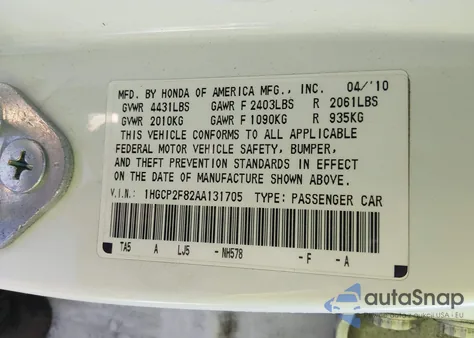 MFD. BY HONDA OF AMERICA MFG., INC. 04/'10
GVWR 4431LBS GAWR F 2403LBS R 2061LBS
GVWR 2010KG GAWR F 1090KG R 935KG
THIS VEHICLE CONFORMS TO ALL APPLICABLE
FEDERAL MOTOR VEHICLE SAFETY, BUMPER,
AND THEFT PREVENTION STANDARDS IN EFFECT
ON THE DATE OF MANUFACTURE SHOWN ABOVE.
V.I.N.: 1HGCP2F82AA131705 TYPE: PASSENGER CAR
TA5 A LJ5 -NH578 -F -A
autoSnap